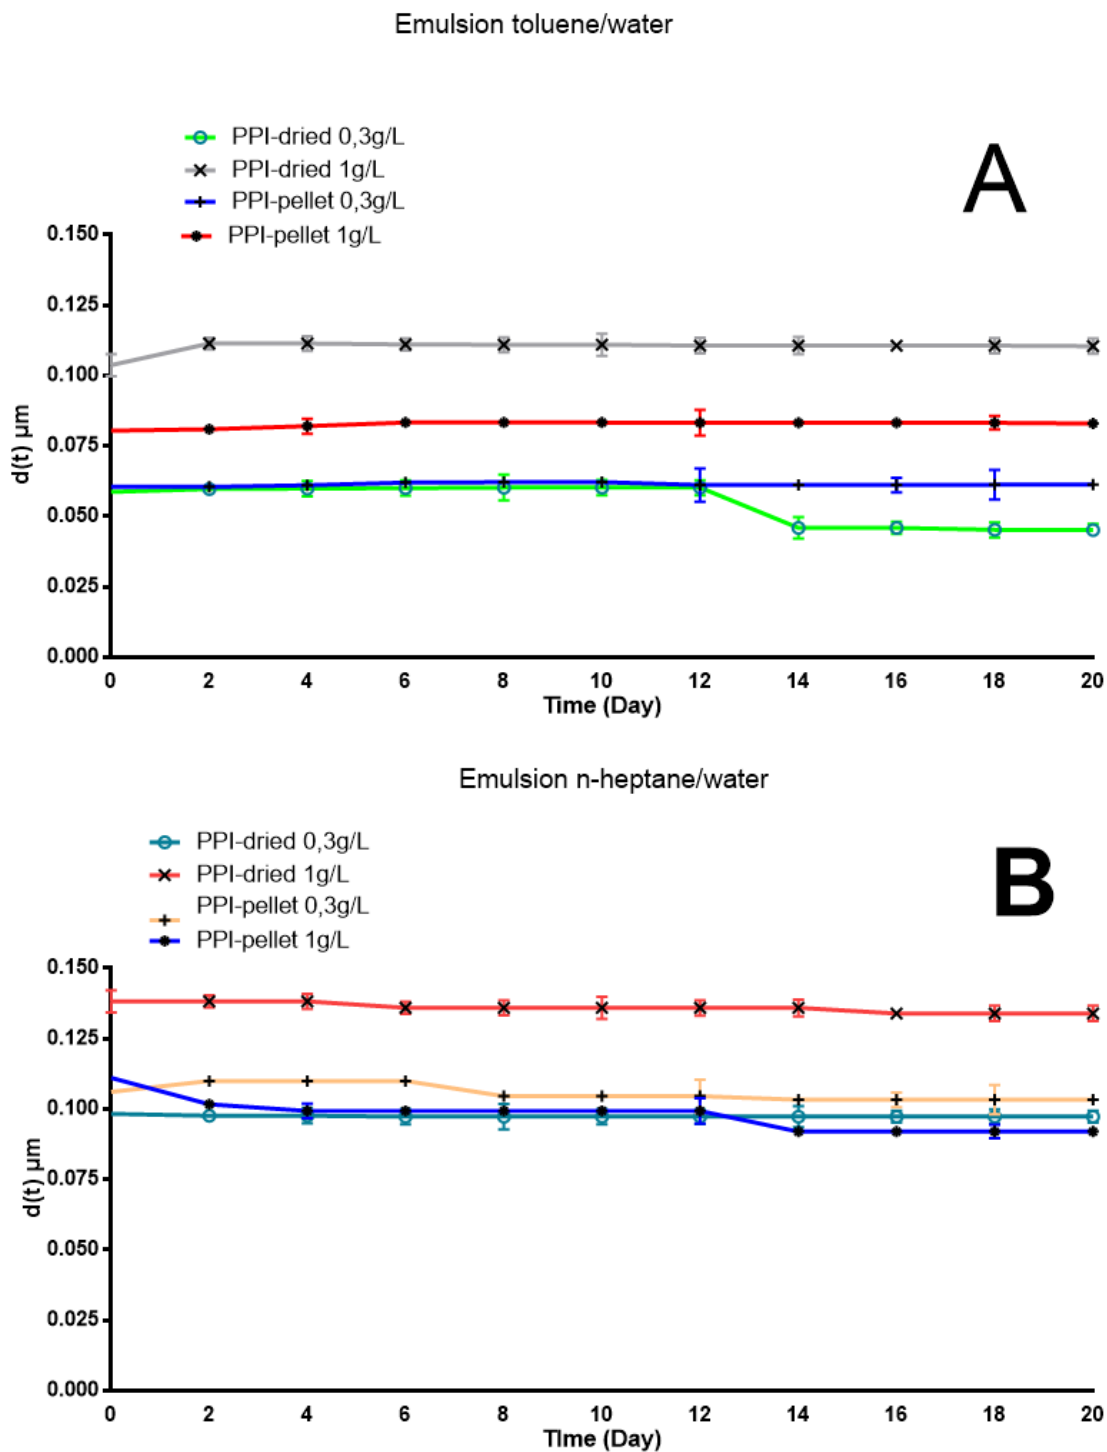 Emulsion toluene/water
PPI-dried 0,3g/L
PPI-dried 1g/L
PPI-pellet 0,3g/L
PPI-pellet 1g/L
A
0.150
0.125
0.100
0.075
0.050
0.025
0.000
d(t) µm
0 2 4 6 8 10 12 14 16 18 20
Time (Day)
Emulsion n-heptane/water
PPI-dried 0,3g/L
PPI-dried 1g/L
PPI-pellet 0,3g/L
PPI-pellet 1g/L
B
0.150
0.125
0.100
0.075
0.050
0.025
0.000
d(t) µm
0 2 4 6 8 10 12 14 16 18 20
TIme (Day)